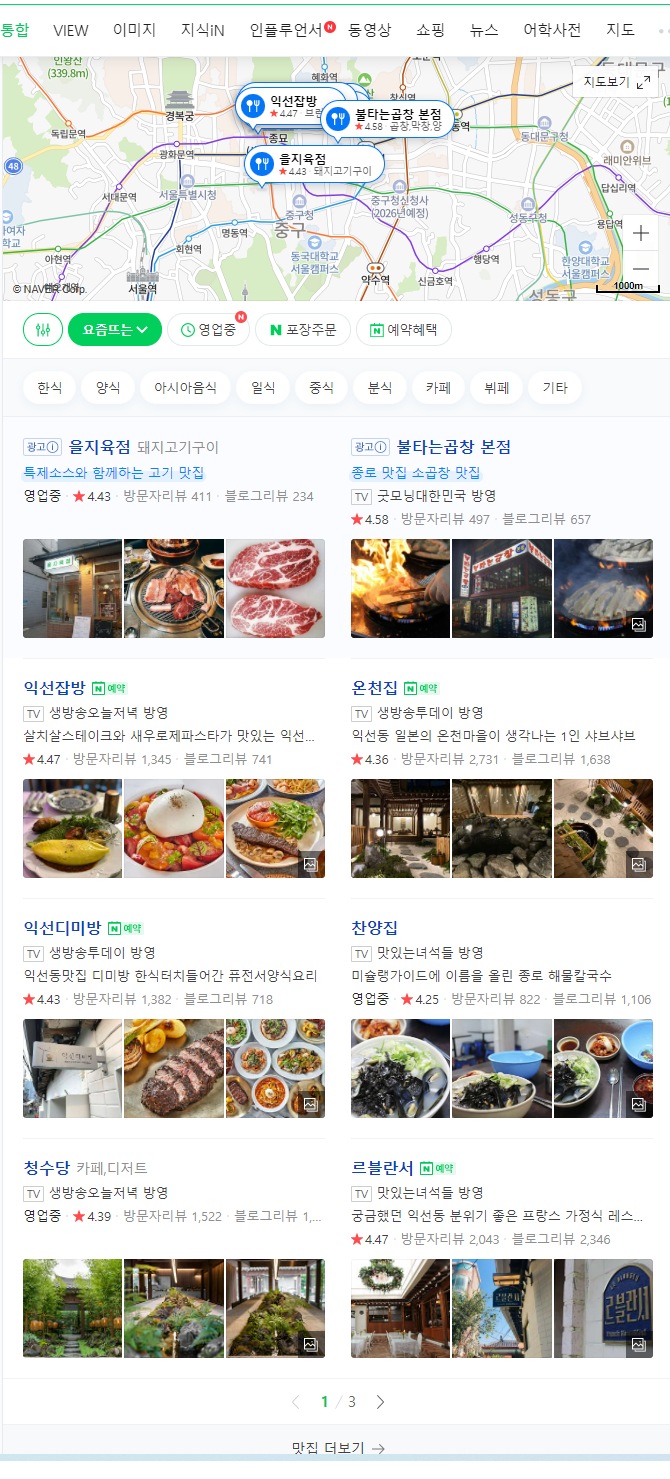 통합 VIEW 이미지 지식iN 인플루언서 N 동영상 쇼핑 뉴스 어학사전 지도
인왕산
(339.8m)
혜화역
지도보기
경복궁
익선잡방
★4.47
불타는곱창 본점
★4.58 곱창,막창,양
독립문역
동대문구청
종묘
광화문역
을지육점
★4.43 돼지고기구이
래미안위브
48
서대문역
서울특별시청
중구청
중구청신청사
(2026년예정)
답십리역
성동구청
용답역
명동역
중구
회현역
동국대학교
서울캠퍼스
아현역
행당역
한양대학교
서울캠퍼스
약수역
신금호역
서울역
© NAVER Corp.
성동구
1000m
요즘뜨는 영업중 N 포장주문 예약혜택
한식 양식 아시아음식 일식 중식 분식 카페 뷔페 기타
광고 을지육점 돼지고기구이
특제소스와 함께하는 고기 맛집
영업중 · ★4.43 · 방문자리뷰 411 · 블로그리뷰 234
광고 불타는곱창 본점
종로 맛집 소곱창 맛집
TV 굿모닝대한민국 방영
★4.58 · 방문자리뷰 497 · 블로그리뷰 657
익선잡방 N 예약
TV 생방송오늘저녁 방영
살치살스테이크와 새우로제파스타가 맛있는 익선...
★4.47 · 방문자리뷰 1,345 · 블로그리뷰 741
온천집 N 예약
TV 생방송투데이 방영
익선동 일본의 온천마을이 생각나는 1인 샤브샤브
★4.36 · 방문자리뷰 2,731 · 블로그리뷰 1,638
익선디미방 N 예약
TV 생방송투데이 방영
익선동맛집 디미방 한식터치들어간 퓨전서양식요리
★4.43 · 방문자리뷰 1,382 · 블로그리뷰 718
찬양집
TV 맛있는녀석들 방영
미슐랭가이드에 이름을 올린 종로 해물칼국수
영업중 · ★4.25 · 방문자리뷰 822 · 블로그리뷰 1,106
청수당 카페,디저트
TV 생방송오늘저녁 방영
영업중 · ★4.39 · 방문자리뷰 1,522 · 블로그리뷰 1,...
르블란서 N 예약
TV 맛있는녀석들 방영
궁금했던 익선동 분위기 좋은 프랑스 가정식 레스...
★4.47 · 방문자리뷰 2,043 · 블로그리뷰 2,346
르블란서
1 / 3
맛집 더보기